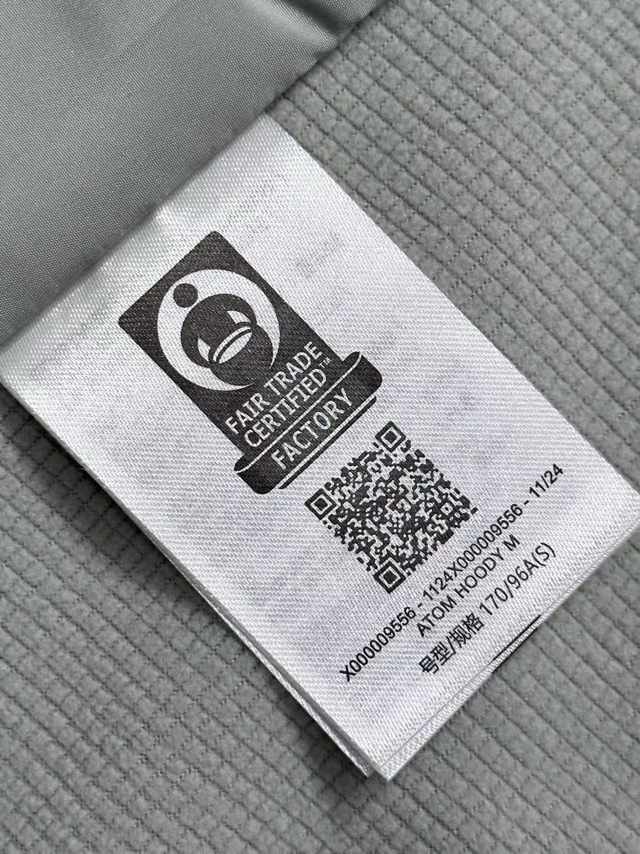 FAIR TRADE
CERTIFIED™
FACTORY
X000009556 - 1124X000009556 - 11/24
ATOM HOODY M
号型/规格 170/96A(S)